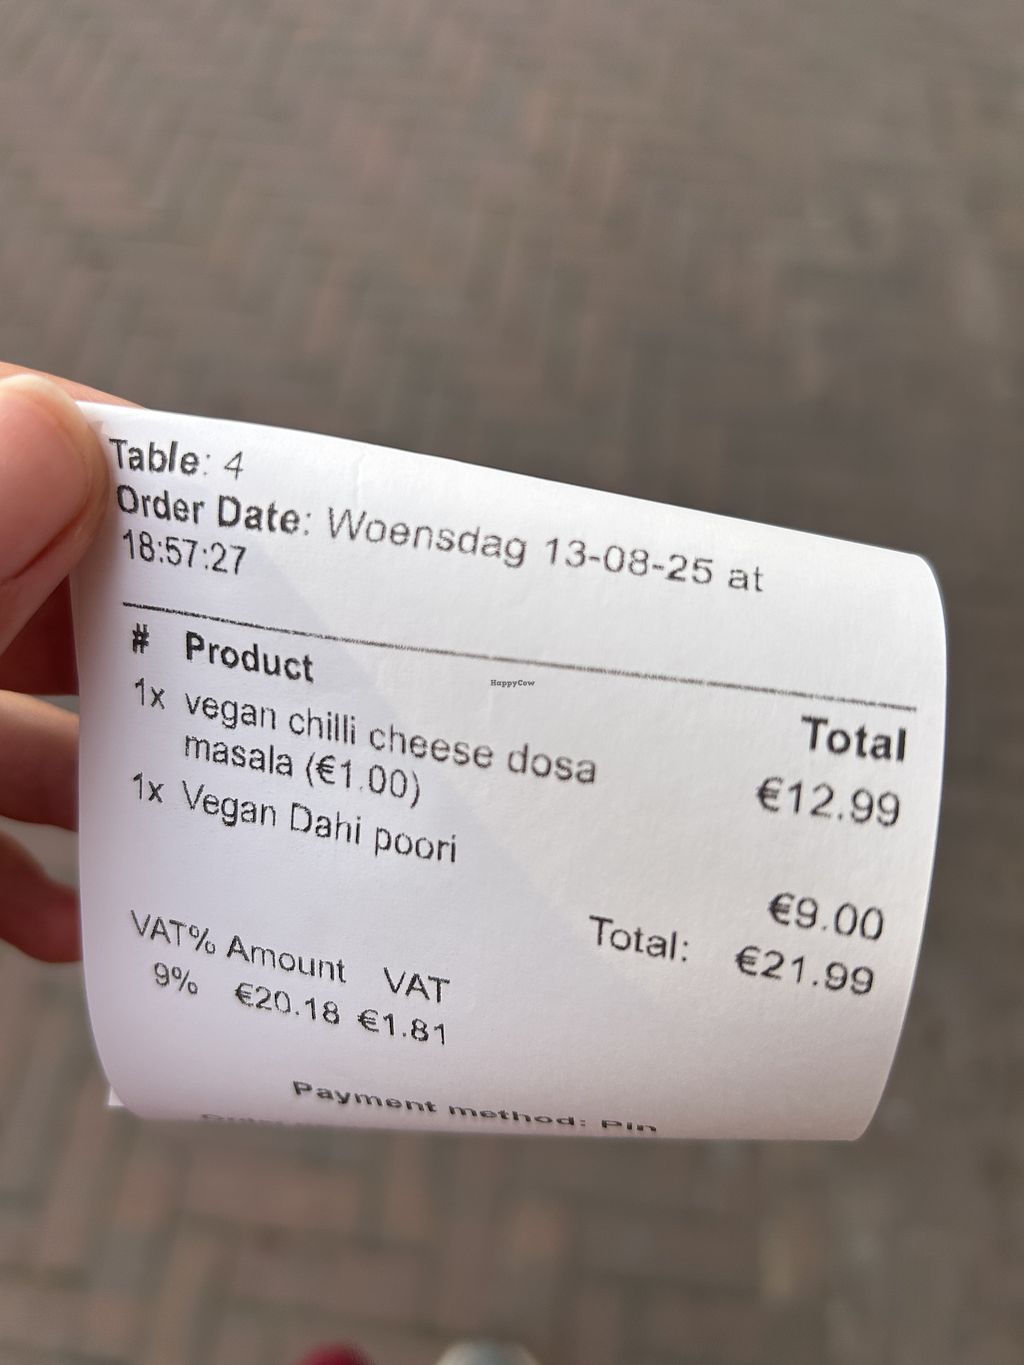 Table: 4
Order Date: Woensdag 13-08-25 at
18:57:27
# Product Total
1x vegan chilli cheese dosa €12.99
masala (€1.00)
1x Vegan Dahi poori €9.00
Total: €21.99
VAT% Amount VAT
9% €20.18 €1.81
Payment method: Pin
HappyCow